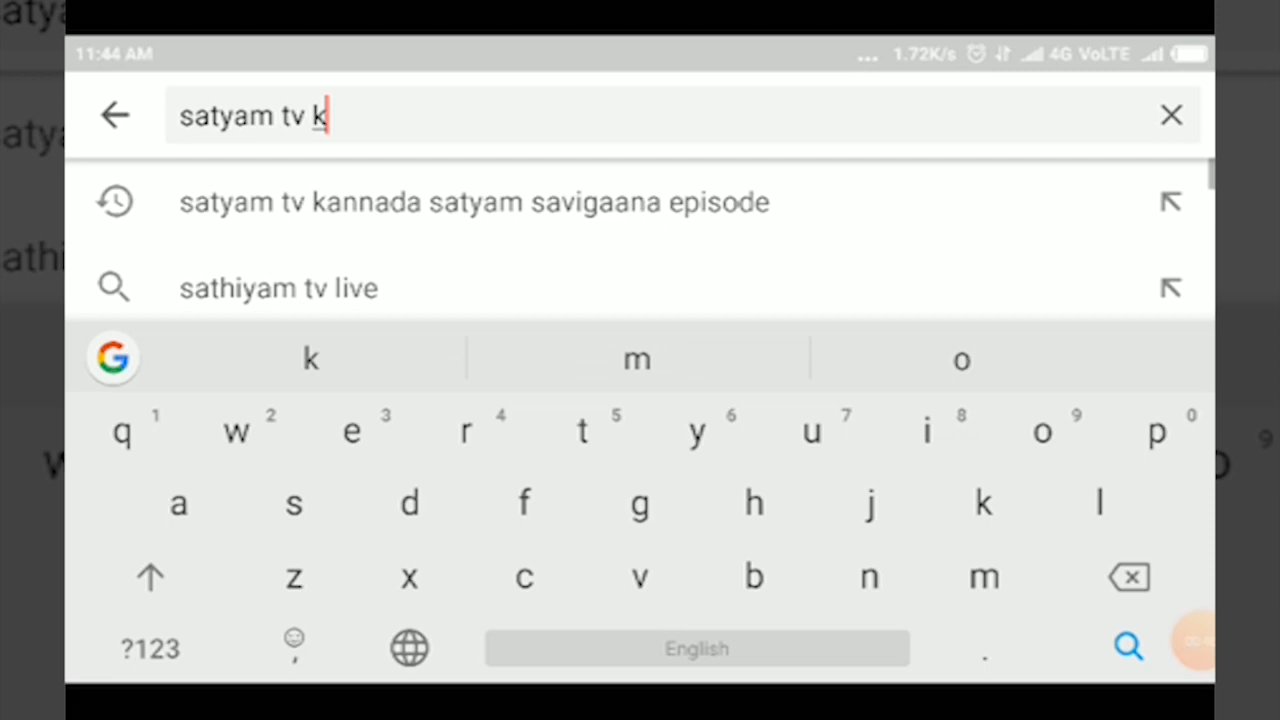 11:44 AM ... 1.72K/s 4G VoLTE
satyam tv k
satyam tv kannada satyam savigaana episode
sathiyam tv live
G k m o
q 1 w 2 e 3 r 4 t 5 y 6 u 7 i 8 o 9 p 0
a s d f g h j k l
z x c v b n m
?123 , English .